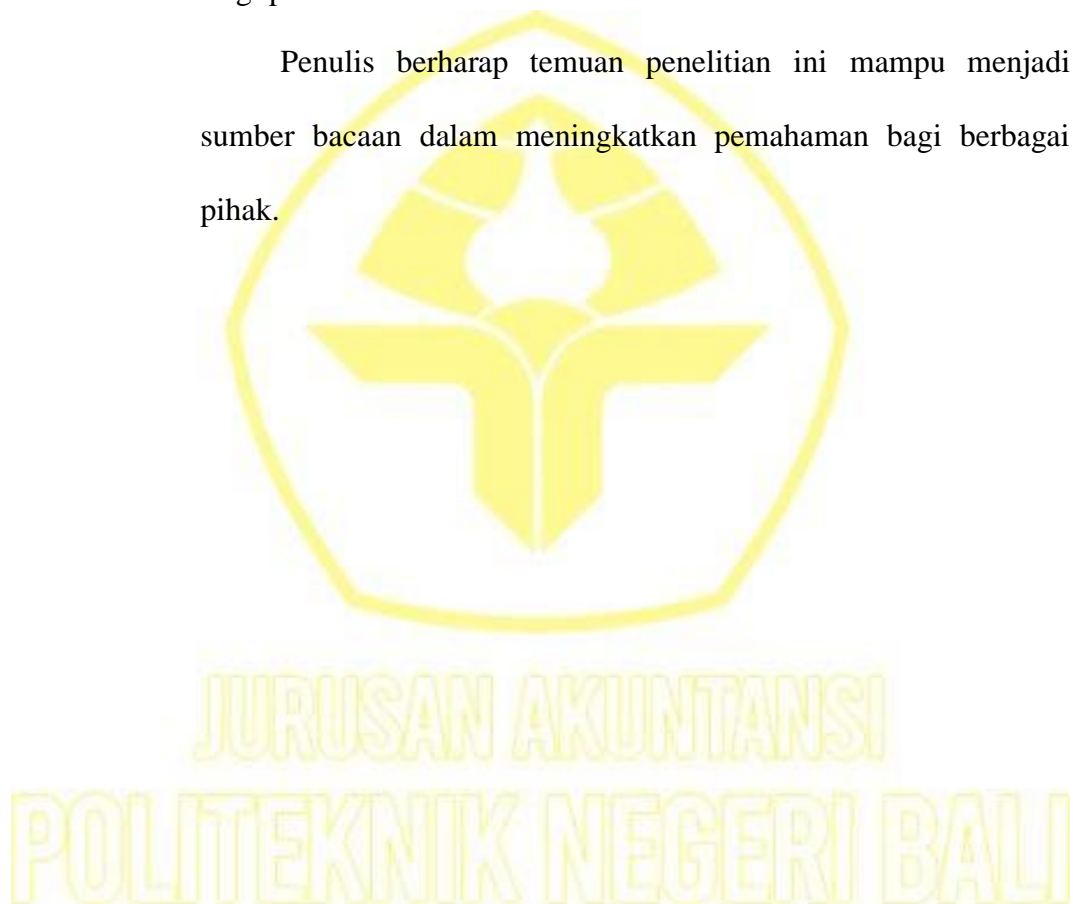 Penulis berharap temuan penelitian ini mampu menjadi
sumber bacaan dalam meningkatkan pemahaman bagi berbagai
pihak.
JURUSAN AKUNTANSI
POLITEKNIK NEGERI BALI